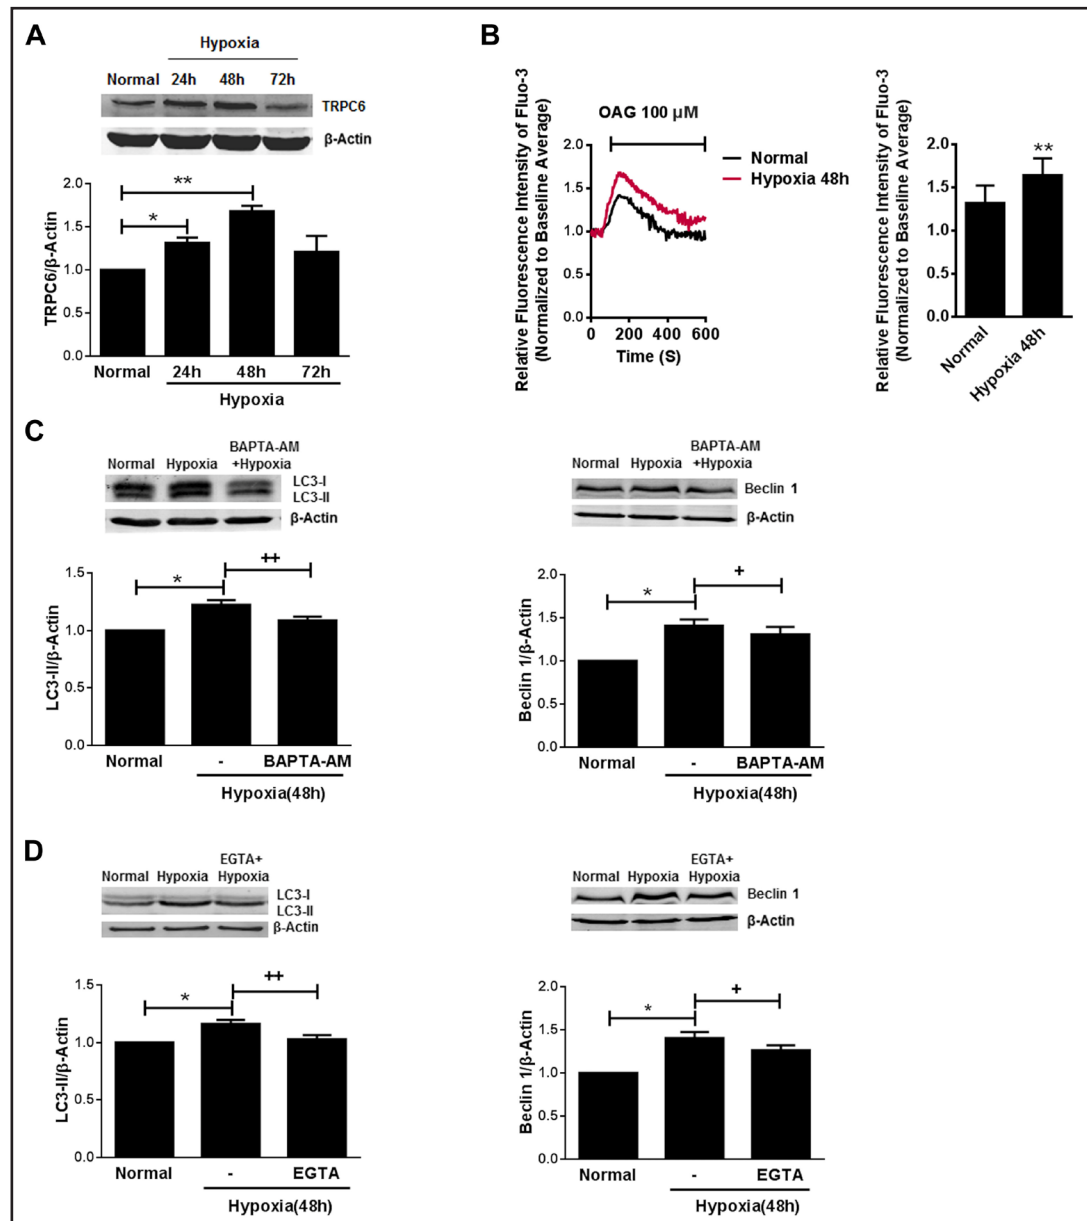 A
Hypoxia
Normal 24h 48h 72h
TRPC6
β-Actin
TRPC6/β-Actin
2.0
1.5
1.0
0.5
0.0
**
*
Normal 24h 48h 72h
Hypoxia
B
Relative Fluorescence Intensity of Fluo-3
(Normalized to Baseline Average)
OAG 100 μM
Normal
Hypoxia 48h
2.0
1.5
1.0
0.5
0.0
0 200 400 600
Time (S)
Relative Fluorescence Intensity of Fluo-3
(Normalized to Baseline Average)
2.0
1.5
1.0
0.5
0.0
**
Normal
Hypoxia 48h
C
Normal Hypoxia BAPTA-AM
+Hypoxia
LC3-I
LC3-II
β-Actin
LC3-II/β-Actin
1.5
1.0
0.5
0.0
*
++
Normal - BAPTA-AM
Hypoxia(48h)
Normal Hypoxia BAPTA-AM
+Hypoxia
Beclin 1
β-Actin
Beclin 1/β-Actin
2.0
1.5
1.0
0.5
0.0
*
+
Normal - BAPTA-AM
Hypoxia(48h)
D
Normal Hypoxia EGTA+
Hypoxia
LC3-I
LC3-II
β-Actin
LC3-II/β-Actin
1.5
1.0
0.5
0.0
*
++
Normal - EGTA
Hypoxia(48h)
Normal Hypoxia EGTA+
Hypoxia
Beclin 1
β-Actin
Beclin 1/β-Actin
2.0
1.5
1.0
0.5
0.0
*
+
Normal - EGTA
Hypoxia(48h)